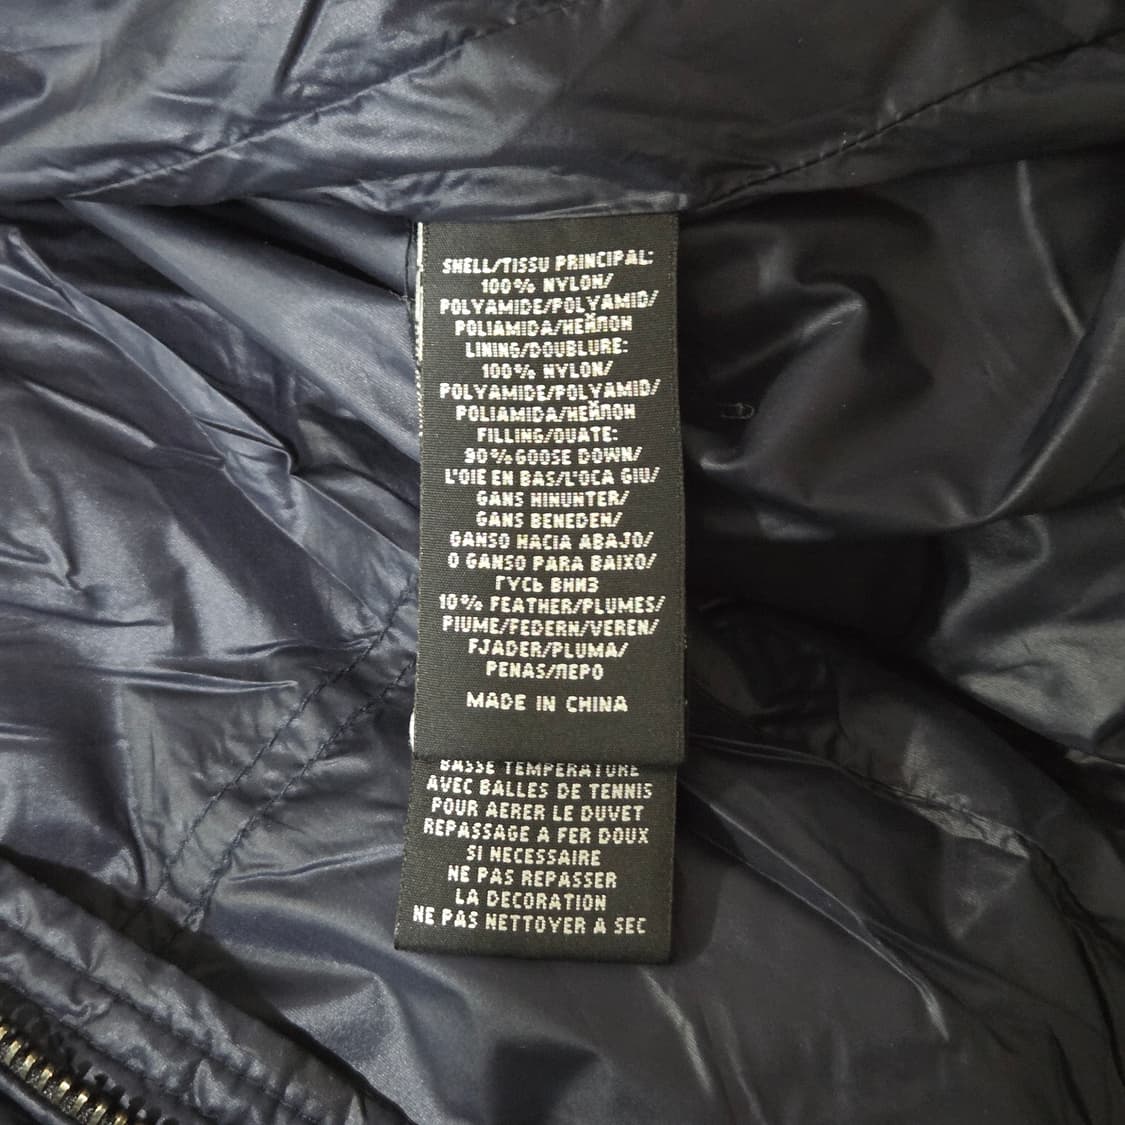 SHELL/TISSU PRINCIPAL:
100% NYLON/
POLYAMIDE/POLYAMID/
POLIAMIDA/НЕЙЛОН
LINING/DOUBLURE:
100% NYLON/
POLYAMIDE/POLYAMID/
POLIAMIDA/НЕЙЛОН
FILLING/OUATE:
90% GOOSE DOWN/
L'OIE EN BAS/L'OCA GIU/
GANS HINUNTER/
GANS BENEDEN/
GANSO HACIA ABAJO/
O GANSO PARA BAIXO/
ГУСЬ ВНИЗ
10% FEATHER/PLUMES/
PIUME/FEDERN/VEREN/
FJADER/PLUMA/
PENAS/ПЕРО
MADE IN CHINA
BASSE TEMPERATURE
AVEC BALLES DE TENNIS
POUR AERER LE DUVET
REPASSAGE A FER DOUX
SI NECESSAIRE
NE PAS REPASSER
LA DECORATION
NE PAS NETTOYER A SEC